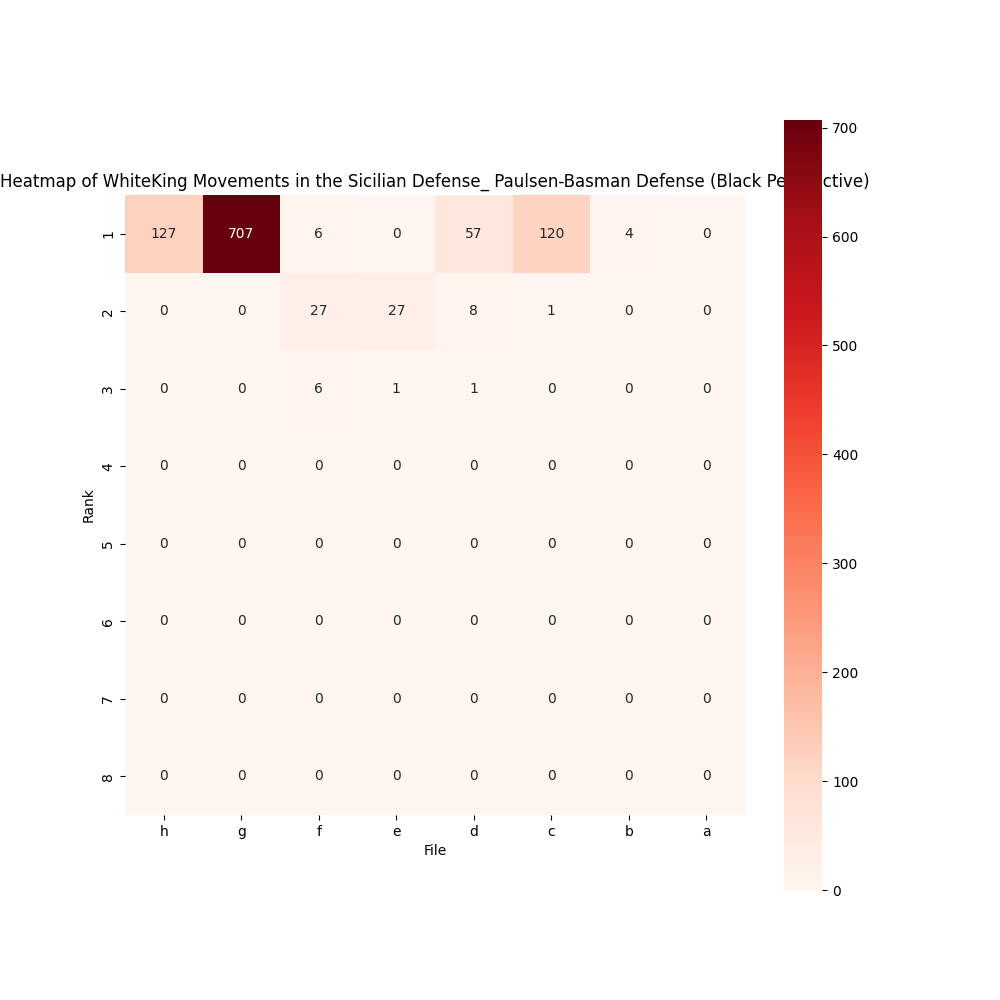 Heatmap of WhiteKing Movements in the Sicilian Defense_ Paulsen-Basman Defense (Black Perspective)
1 127 707 6 0 57 120 4 0
2 0 0 27 27 8 1 0 0
3 0 0 6 1 1 0 0 0
4 0 0 0 0 0 0 0 0
5 0 0 0 0 0 0 0 0
6 0 0 0 0 0 0 0 0
7 0 0 0 0 0 0 0 0
8 0 0 0 0 0 0 0 0
Rank
h g f e d c b a
File
700
600
500
400
300
200
100
0